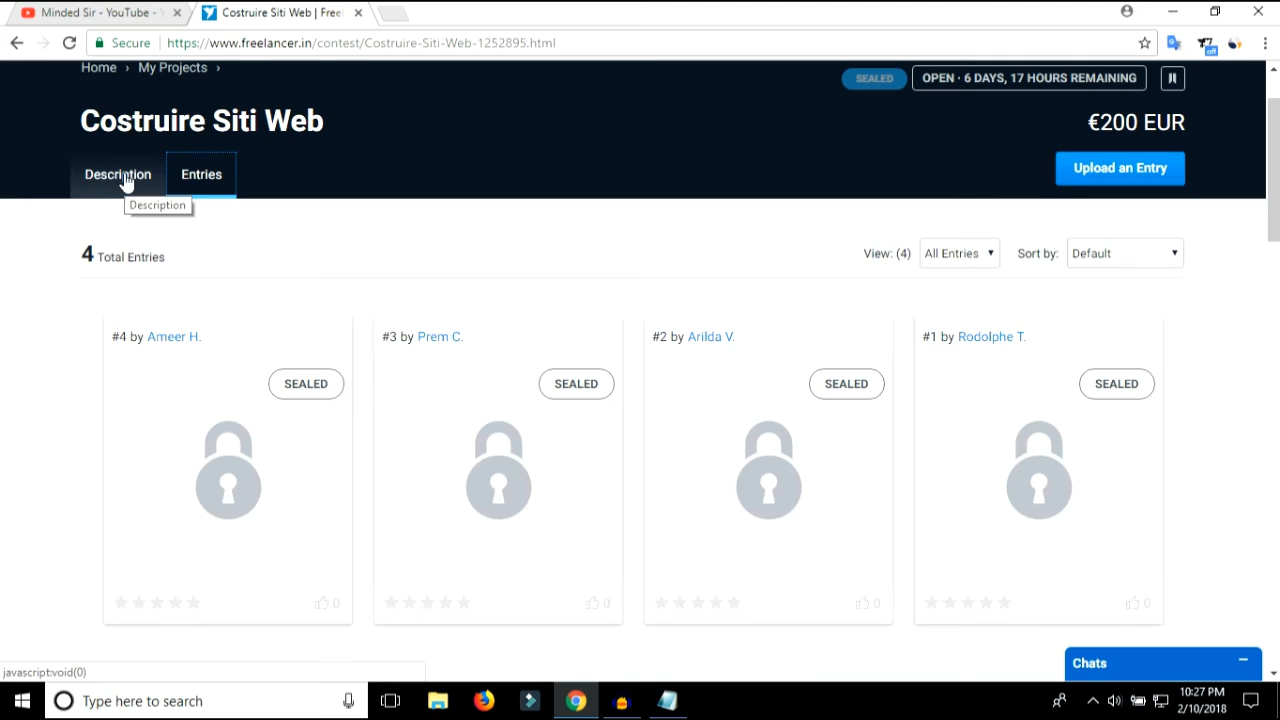 Minded Sir - YouTube -
Costruire Siti Web | Free
Secure
https://www.freelancer.in/contest/Costruire-Siti-Web-1252895.html
off
Home › My Projects ›
SEALED
OPEN · 6 DAYS, 17 HOURS REMAINING
Costruire Siti Web
€200 EUR
Description
Entries
Upload an Entry
Description
4 Total Entries
View: (4)
All Entries
Sort by:
Default
#4 by Ameer H.
#3 by Prem C.
#2 by Arilda V.
#1 by Rodolphe T.
SEALED
SEALED
SEALED
SEALED
0
0
0
0
Chats
javascript:void(0)
Type here to search
10:27 PM
2/10/2018